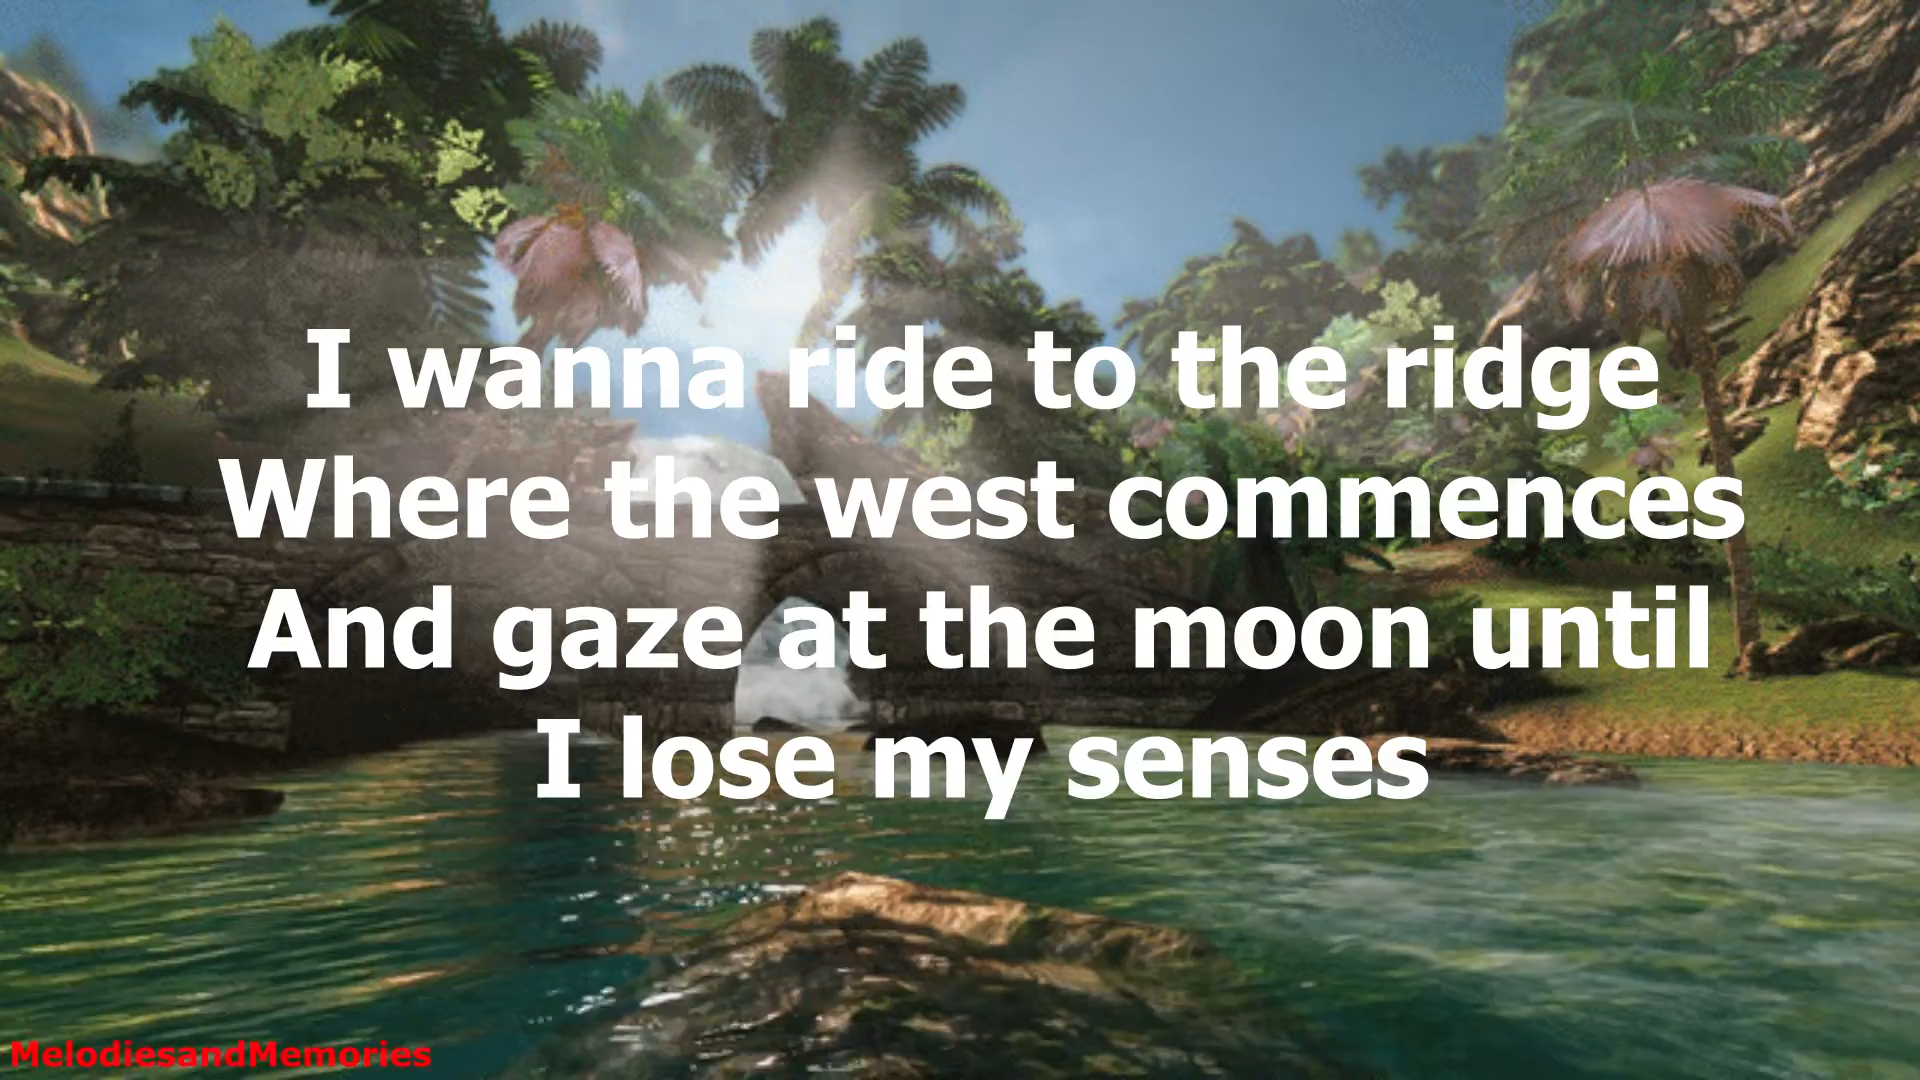 I wanna ride to the ridge
Where the west commences
And gaze at the moon until
I lose my senses
MelodiesandMemories